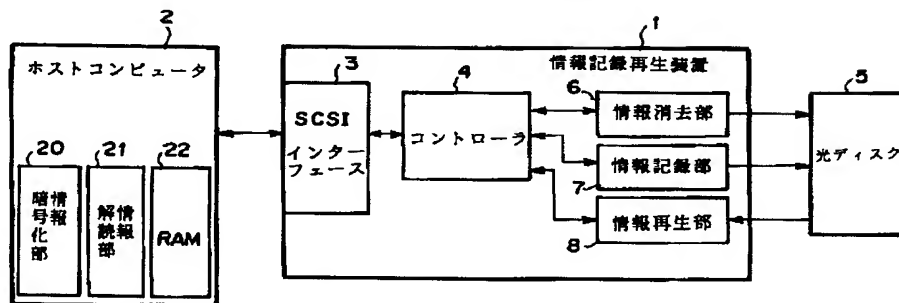 2
ホストコンピュータ
20
情報
暗号化部
21
情報
解読部
22
RAM
1
情報記録再生装置
3
SCSI
インター
フェース
4
コントローラ
6
情報消去部
7
情報記録部
8
情報再生部
5
光ディスク